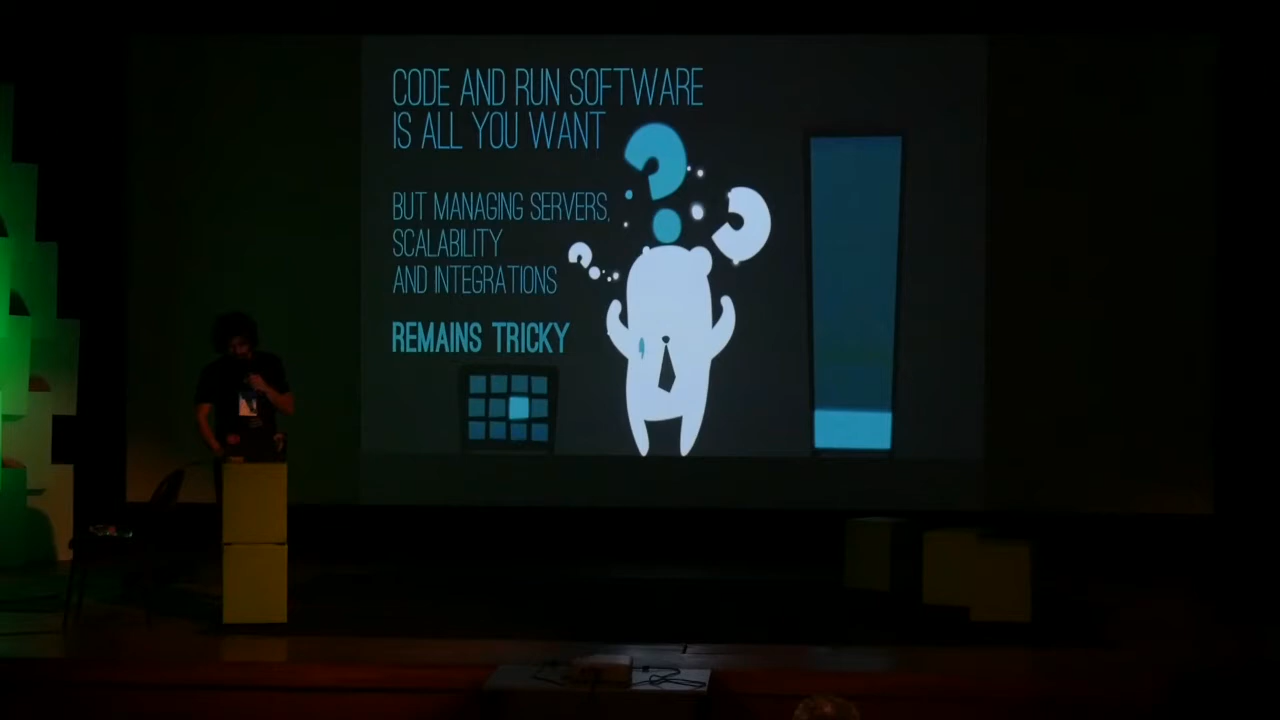 CODE AND RUN SOFTWARE
IS ALL YOU WANT
BUT MANAGING SERVERS,
SCALABILITY
AND INTEGRATIONS
REMAINS TRICKY